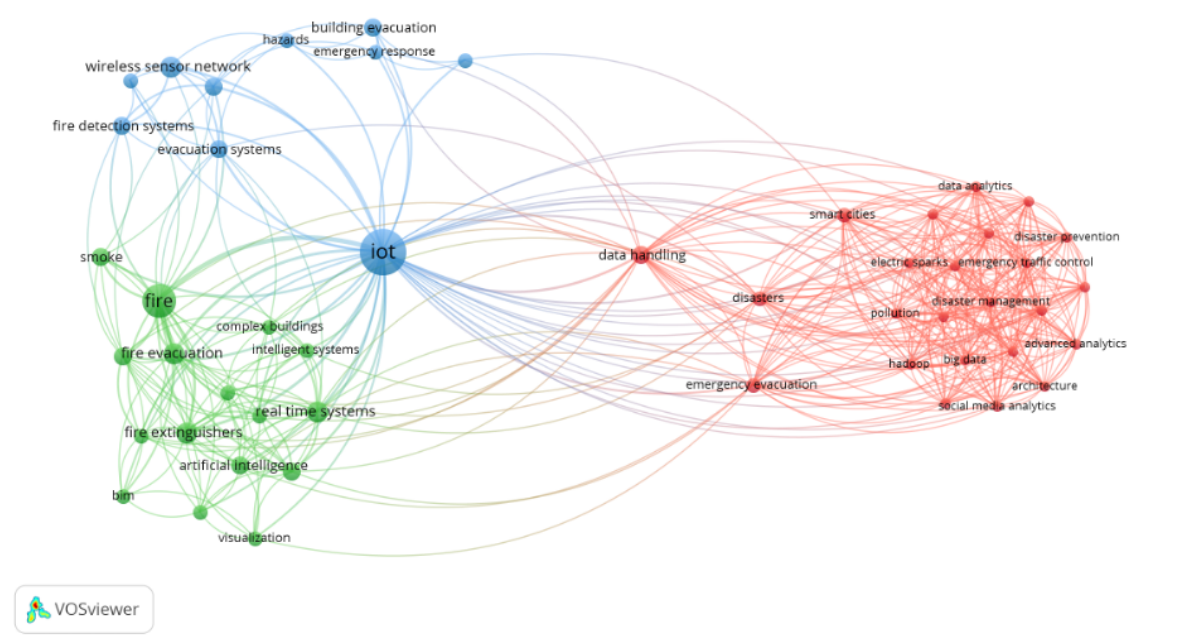 building evacuation
hazards
emergency response
wireless sensor network
fire detection systems
evacuation systems
iot
smoke
fire
complex buildings
intelligent systems
fire evacuation
real time systems
fire extinguishers
artificial intelligence
bim
visualization
data handling
data analytics
smart cities
disaster prevention
electric sparks
emergency traffic control
disasters
disaster management
pollution
advanced analytics
big data
hadoop
emergency evacuation
architecture
social media analytics
VOSviewer